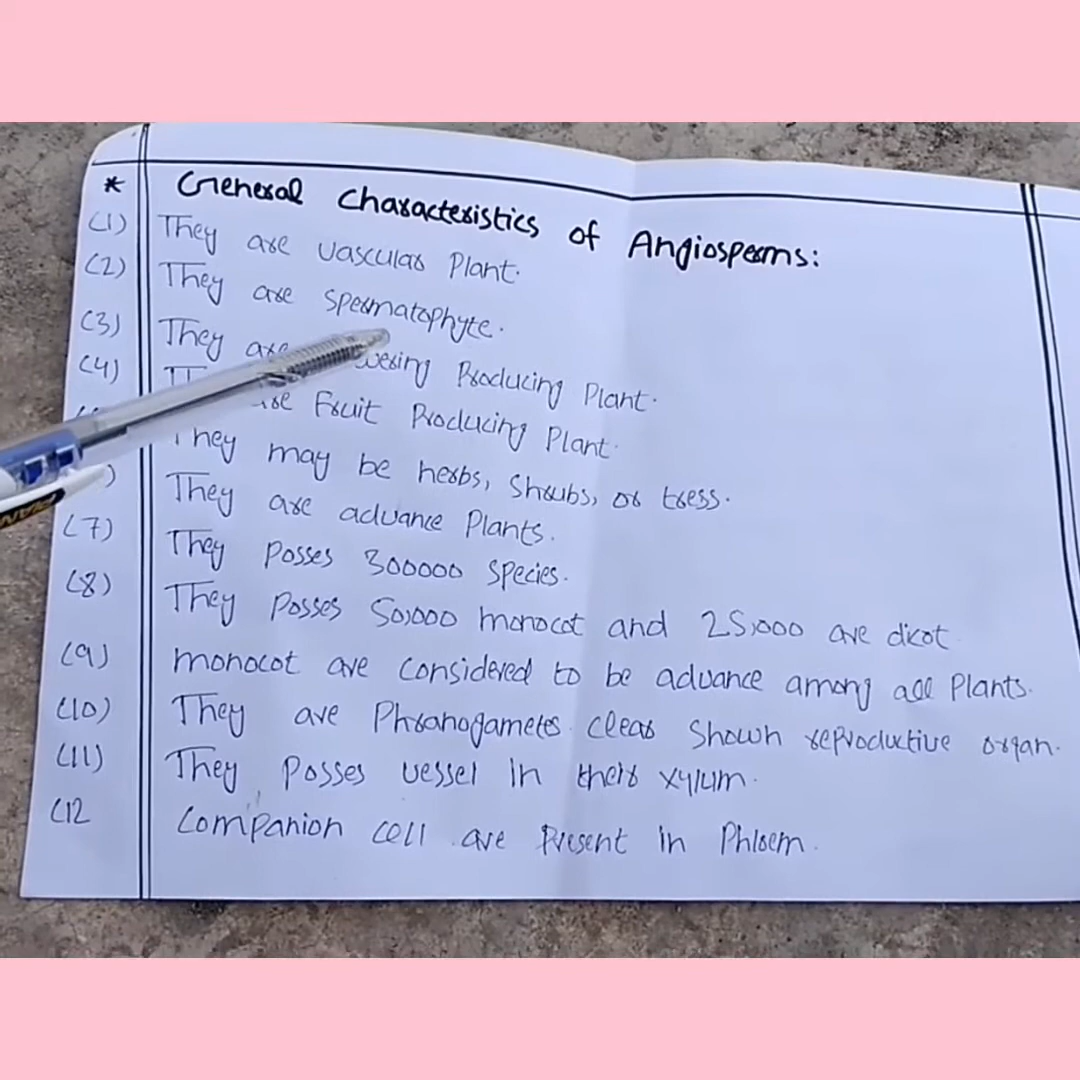 * General Characteristics of Angiosperms:
(1) They are vascular Plant.
(2) They are spermatophyte.
(3) They are Producing Plant.
(4) are Fruit Producing Plant.
They may be herbs, Shrubs, or tress.
They are advance Plants.
(7) They Posses 300000 species.
(8) They Posses 50,000 monocot and 25,000 are dicot
(9) monocot are considered to be advance among all Plants.
(10) They are Phranogametes clear shown reproductive organ.
(11) They Posses vessel in their xylum.
(12 Companion cell are Present in Phloem.